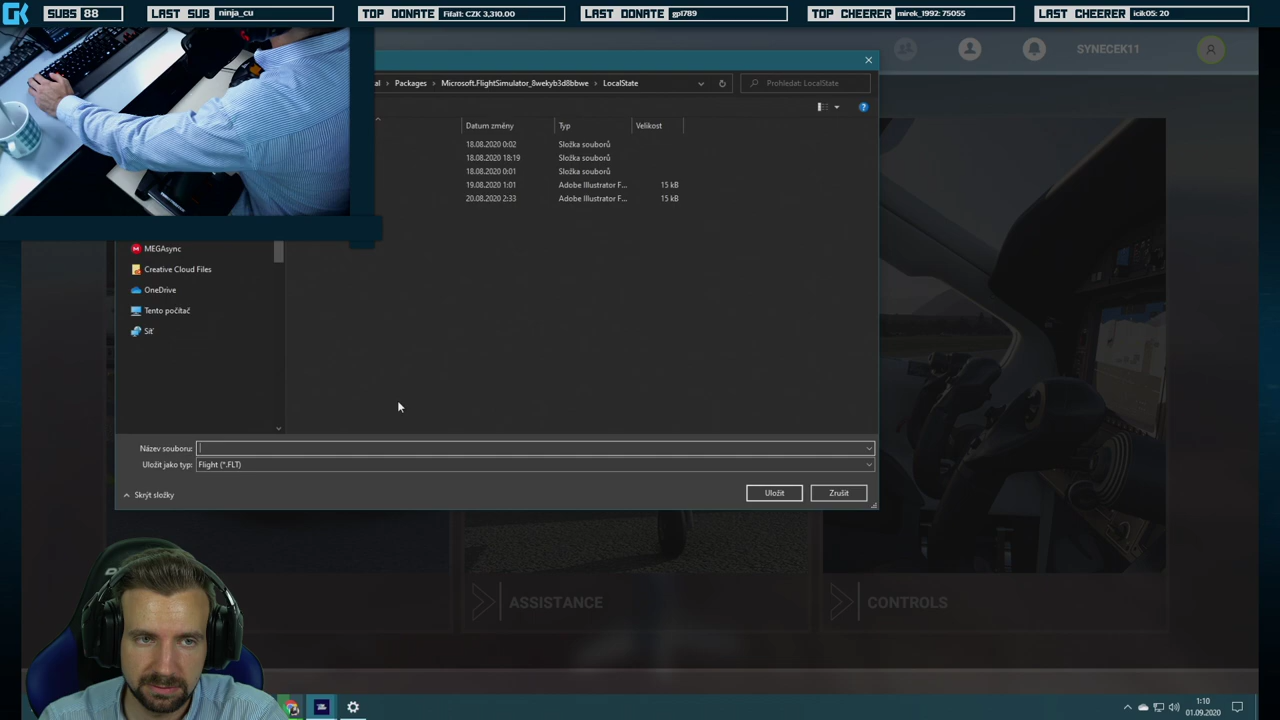 GK
SUBS 88
LAST SUB ninja_cu
TOP DONATE Fifal1: CZK 3,310.00
LAST DONATE gpl789
TOP CHEERER mirek_1992: 75055
LAST CHEERER icik05: 20
SYNECEK11
al > Packages > Microsoft.FlightSimulator_8wekyb3d8bbwe > LocalState
Prohledat: LocalState
Datum změny Typ Velikost
18.08.2020 0:02 Složka souborů
18.08.2020 18:19 Složka souborů
18.08.2020 0:01 Složka souborů
19.08.2020 1:01 Adobe Illustrator F... 15 kB
20.08.2020 2:33 Adobe Illustrator F... 15 kB
MEGAsync
Creative Cloud Files
OneDrive
Tento počítač
Síť
Název souboru:
Uložit jako typ: Flight (*.FLT)
Skrýt složky
Uložit Zrušit
ASSISTANCE
CONTROLS
1:10
01.09.2020